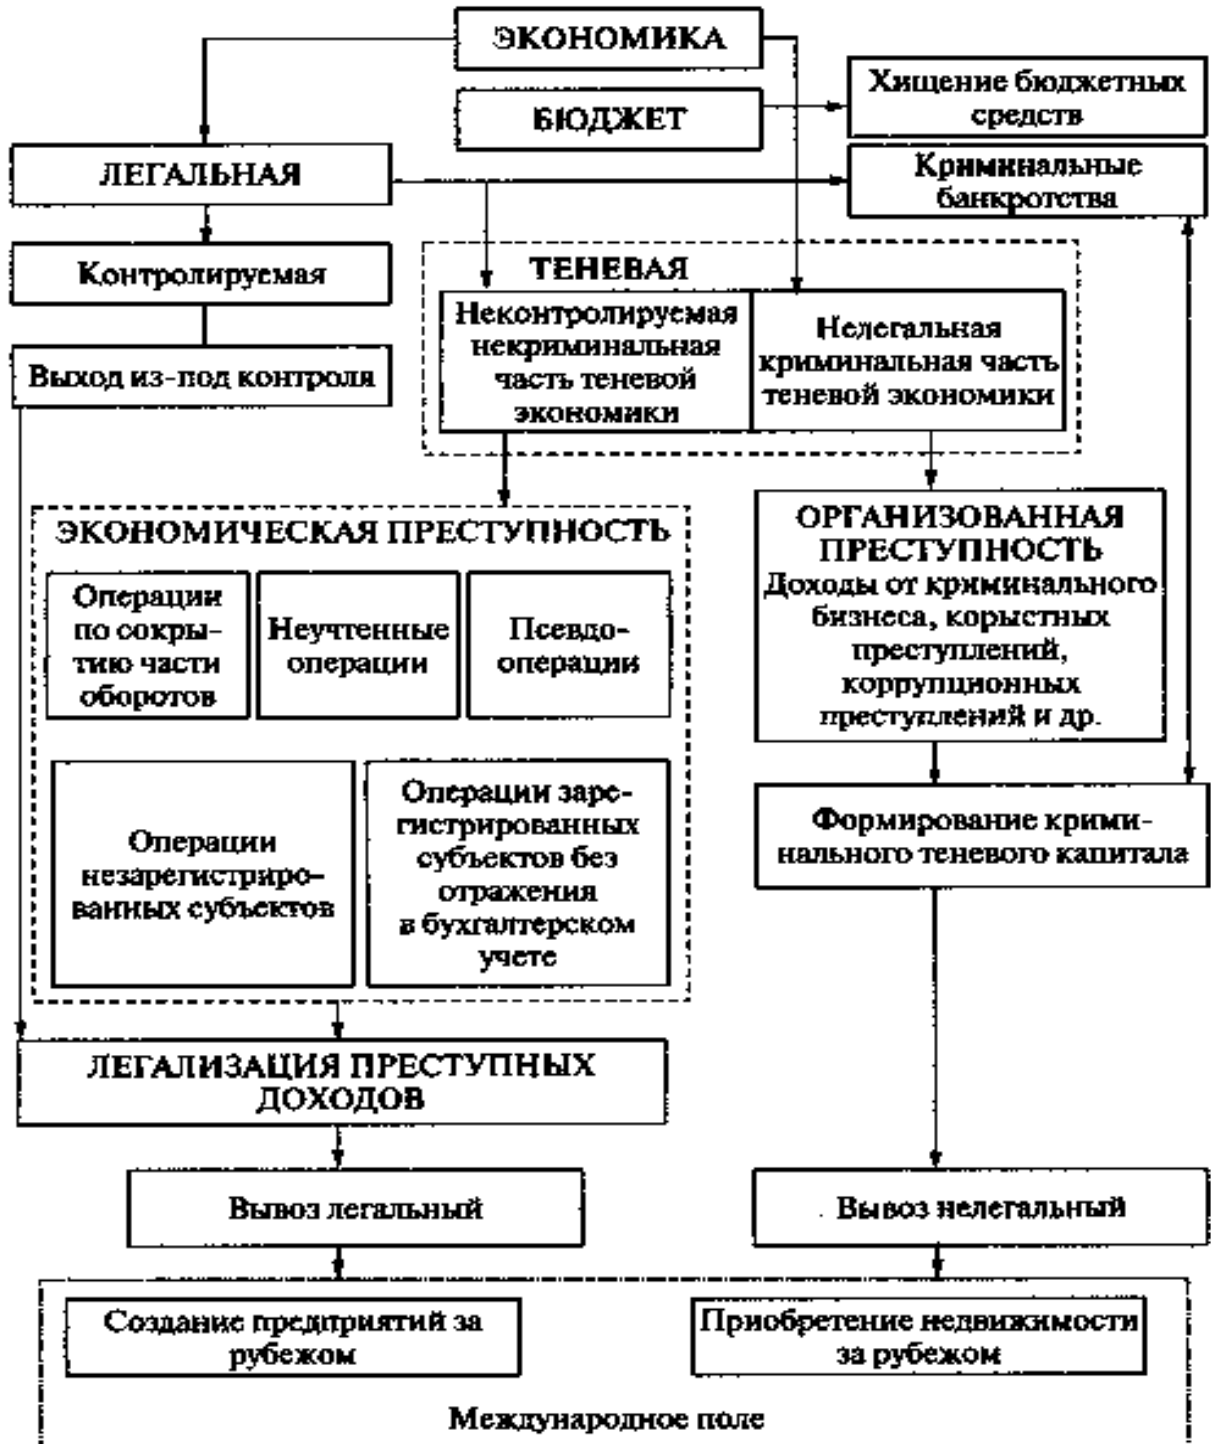 ЭКОНОМИКА
БЮДЖЕТ
Хищение бюджетных
средств
ЛЕГАЛЬНАЯ
Криминальные
банкротства
Контролируемая
ТЕНЕВАЯ
Неконтролируемая
некриминальная
часть теневой
экономики
Нелегальная
криминальная часть
теневой экономики
Выход из-под контроля
ЭКОНОМИЧЕСКАЯ ПРЕСТУПНОСТЬ
Операции
по сокры-
тию части
оборотов
Неучтенные
операции
Псевдо-
операции
ОРГАНИЗОВАННАЯ
ПРЕСТУПНОСТЬ
Доходы от криминального
бизнеса, корыстных
преступлений,
коррупционных
преступлений и др.
Операции
незарегистриро-
ванных субъектов
Операции заре-
гистрированных
субъектов без
отражения
в бухгалтерском
учете
Формирование крими-
нального теневого капитала
ЛЕГАЛИЗАЦИЯ ПРЕСТУПНЫХ
ДОХОДОВ
Вывоз легальный
Вывоз нелегальный
Создание предприятий за
рубежом
Приобретение недвижимости
за рубежом
Международное поле